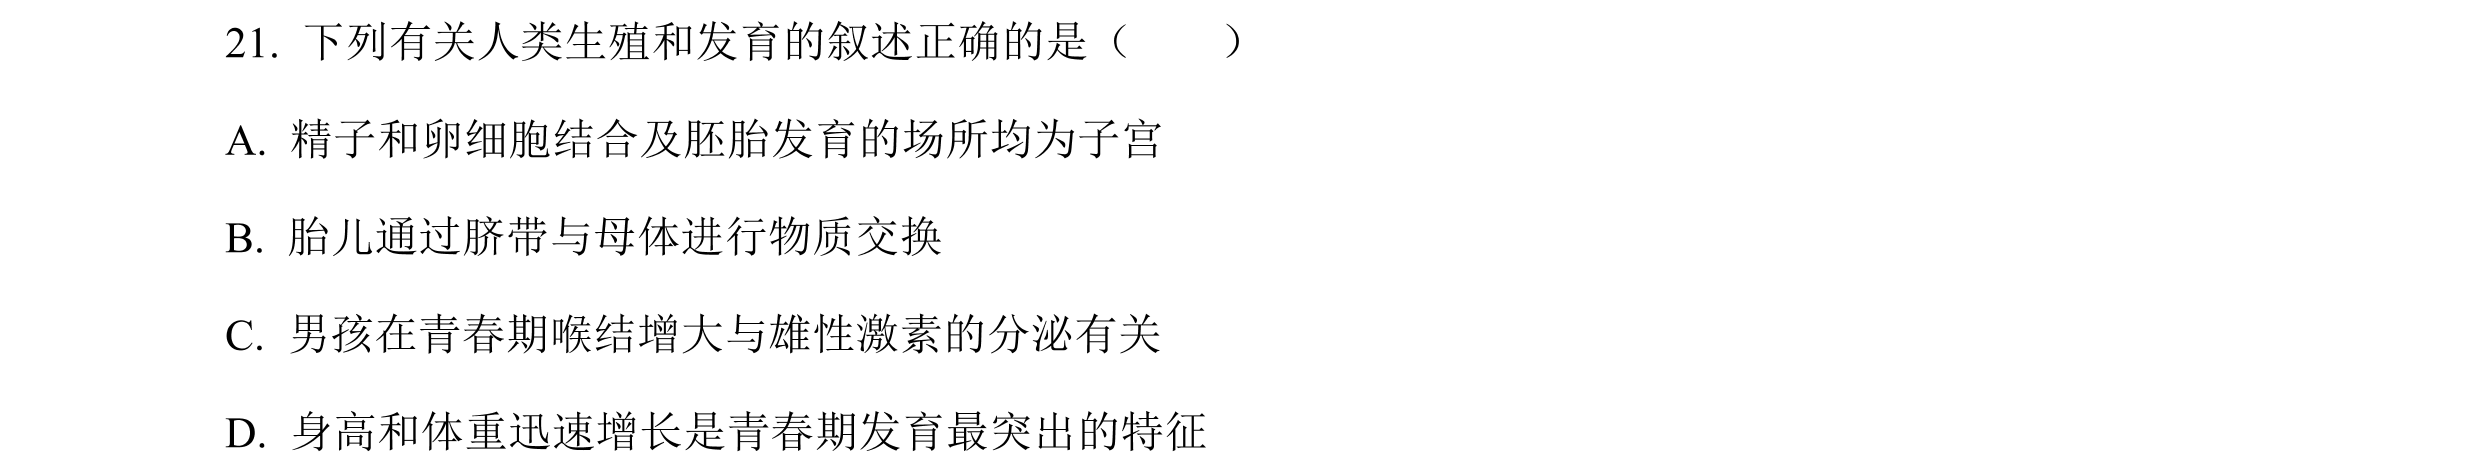 21. 下列有关人类生殖和发育的叙述正确的是（　　）
A. 精子和卵细胞结合及胚胎发育的场所均为子宫
B. 胎儿通过脐带与母体进行物质交换
C. 男孩在青春期喉结增大与雄性激素的分泌有关
D. 身高和体重迅速增长是青春期发育最突出的特征